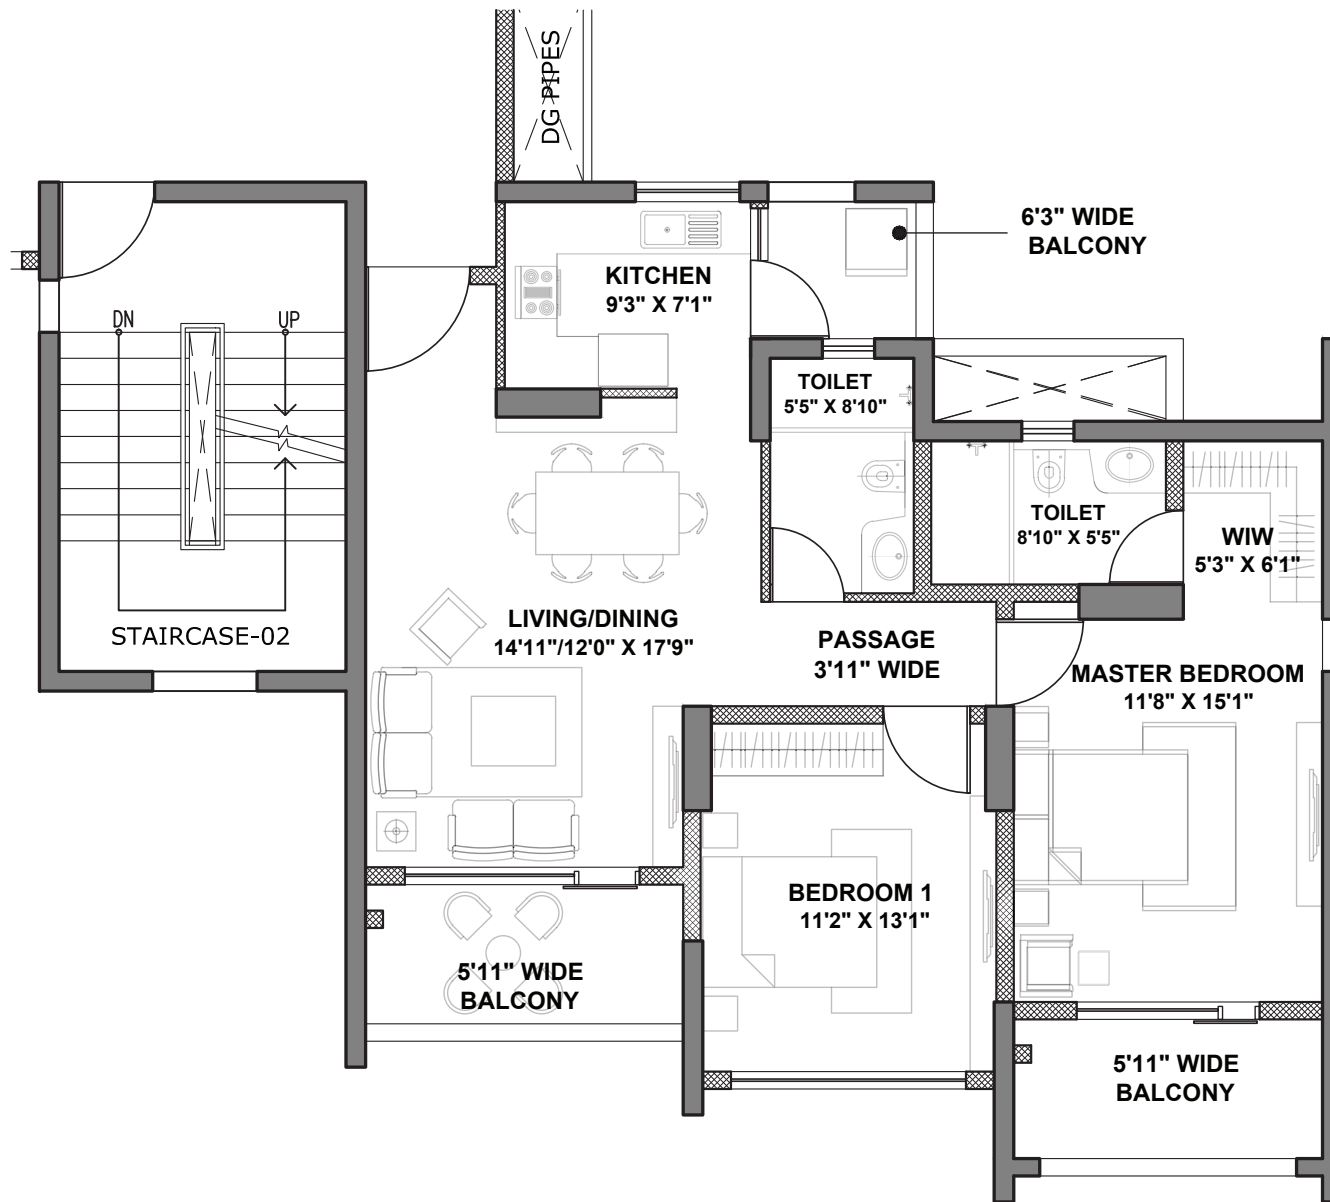 DG PIPES
6'3" WIDE
BALCONY
KITCHEN
9'3" X 7'1"
DN
UP
TOILET
5'5" X 8'10"
TOILET
8'10" X 5'5"
WIW
5'3" X 6'1"
STAIRCASE-02
LIVING/DINING
14'11"/12'0" X 17'9"
PASSAGE
3'11" WIDE
MASTER BEDROOM
11'8" X 15'1"
BEDROOM 1
11'2" X 13'1"
5'11" WIDE
BALCONY
5'11" WIDE
BALCONY